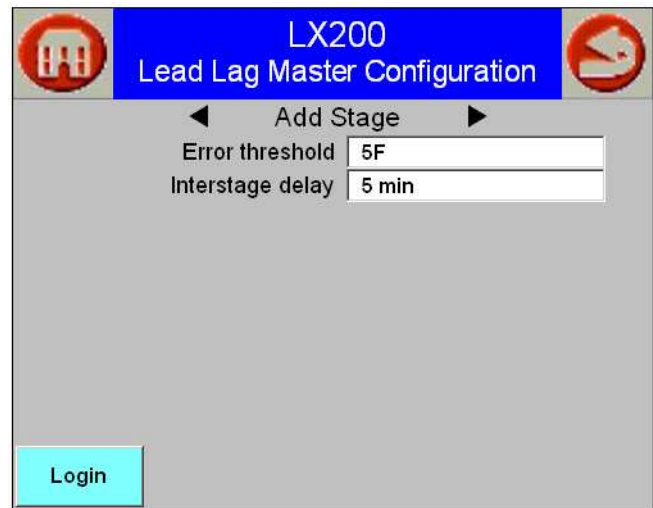 LX200
Lead Lag Master Configuration
Add Stage
Error threshold 5F
Interstage delay 5 min
Login